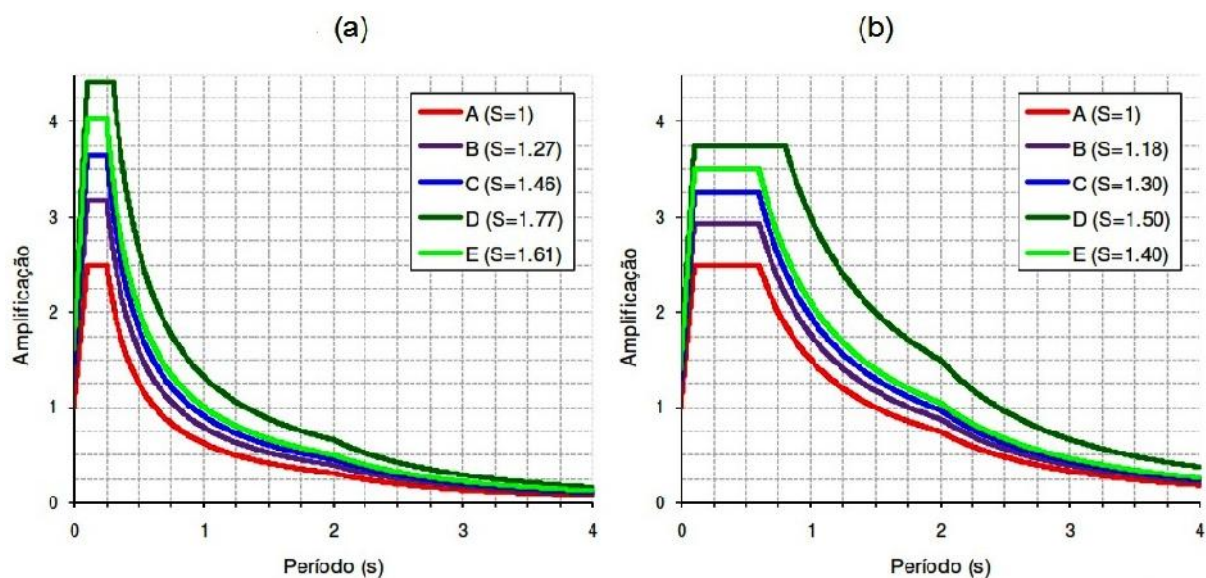 (a)
4
3
2
1
0
Amplificação
A (S=1)
B (S=1.27)
C (S=1.46)
D (S=1.77)
E (S=1.61)
0 1 2 3 4
Período (s)
(b)
4
3
2
1
0
Amplificação
A (S=1)
B (S=1.18)
C (S=1.30)
D (S=1.50)
E (S=1.40)
0 1 2 3 4
Período (s)